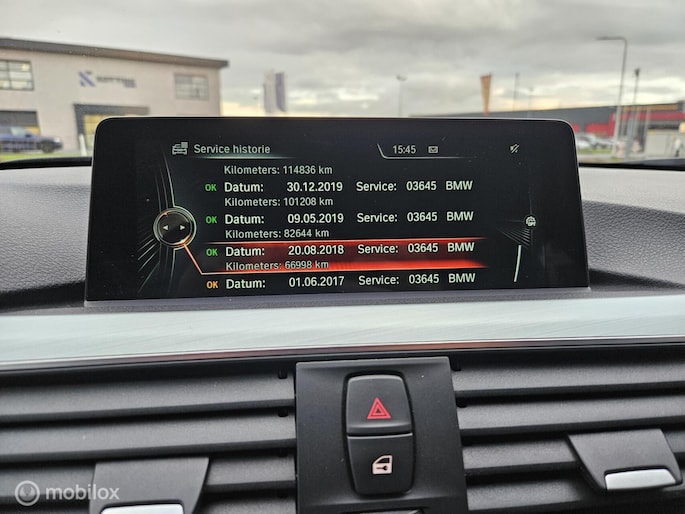 Service historie 15:45
Kilometers: 114836 km
OK Datum: 30.12.2019 Service: 03645 BMW
Kilometers: 101208 km
OK Datum: 09.05.2019 Service: 03645 BMW
Kilometers: 82644 km
OK Datum: 20.08.2018 Service: 03645 BMW
Kilometers: 66998 km
OK Datum: 01.06.2017 Service: 03645 BMW
mobilox